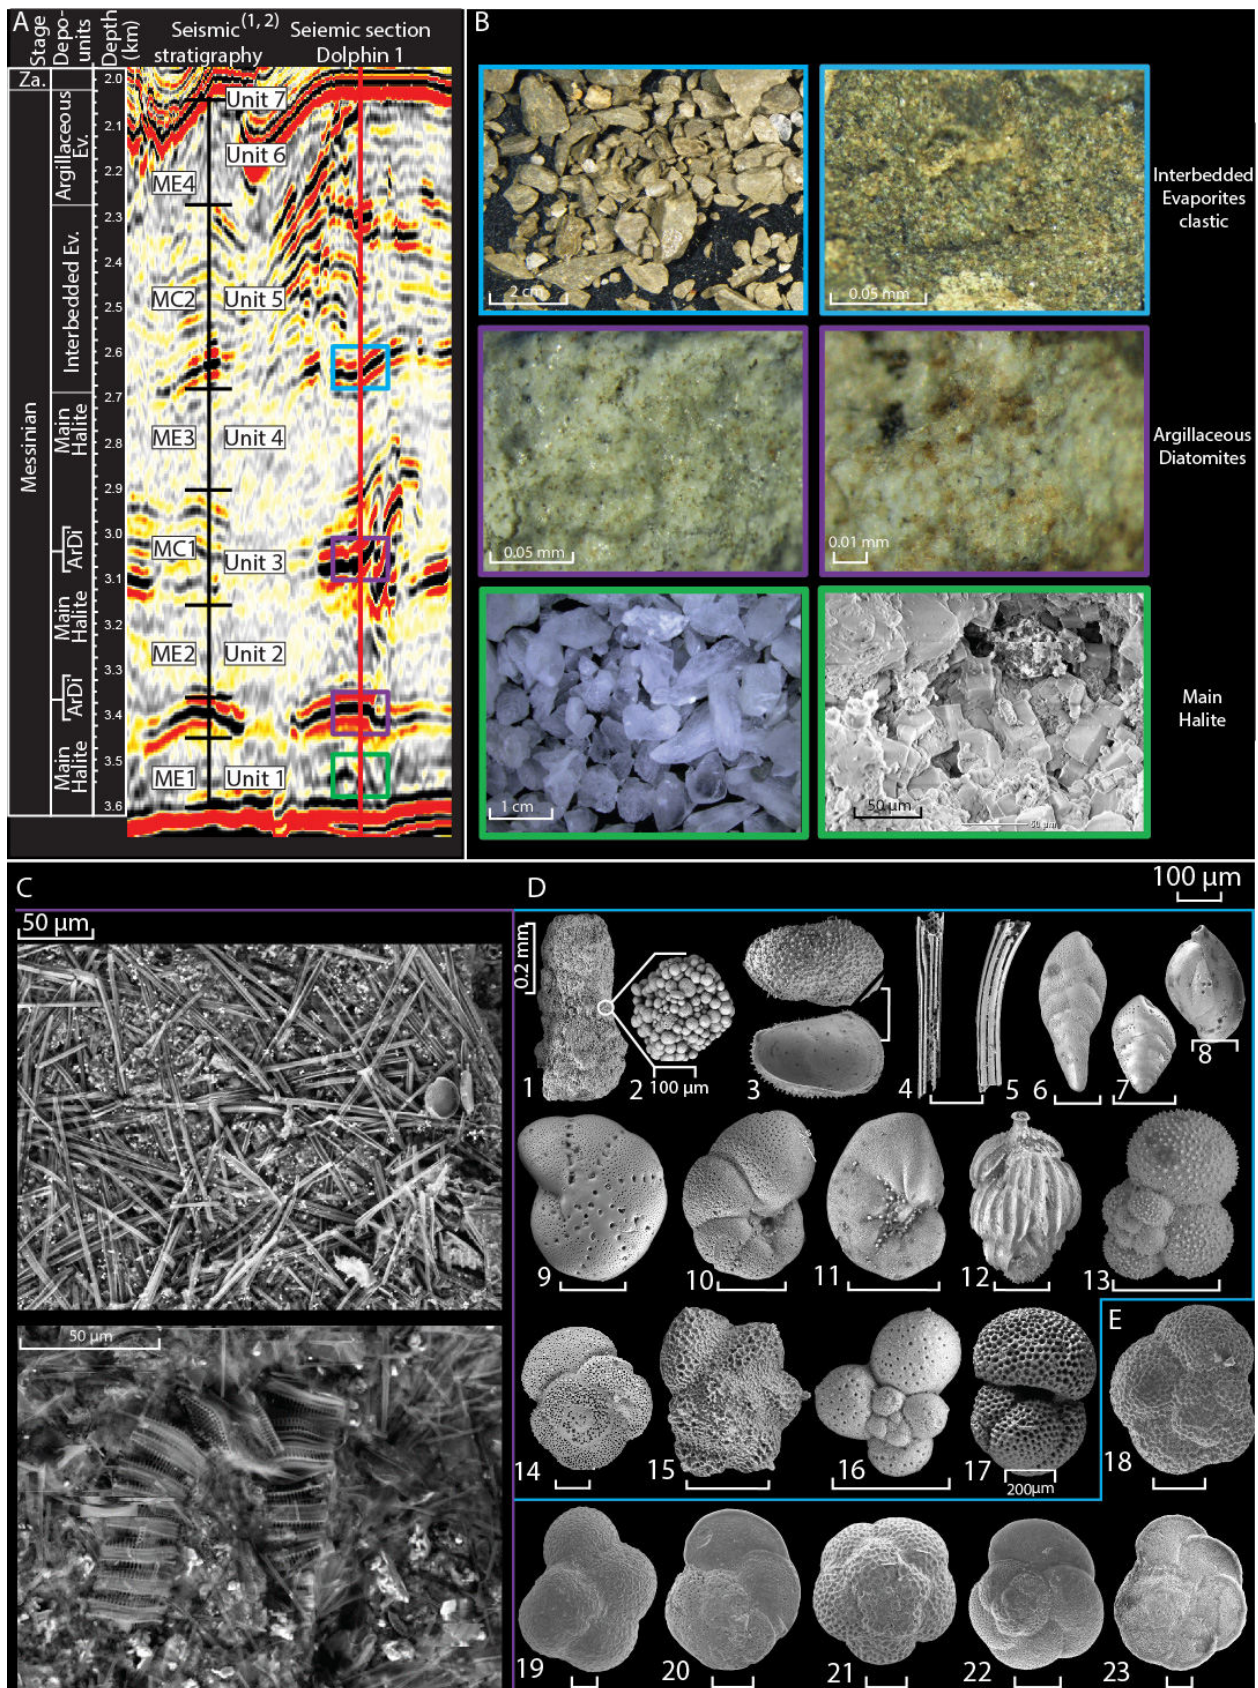 A
Stage
Depo-
units
Depth
(km)
Seismic(1, 2)
stratigraphy
Seiemic section
Dolphin 1
Za.
Messinian
Argillaceous
Ev.
Interbedded Ev.
Main
Halite
ArDi
Main
Halite
ArDi
Main
Halite
2.0
2.1
2.2
2.3
2.4
2.5
2.6
2.7
2.8
2.9
3.0
3.1
3.2
3.3
3.4
3.5
3.6
Unit 7
Unit 6
ME4
MC2
Unit 5
ME3
Unit 4
MC1
Unit 3
ME2
Unit 2
ME1
Unit 1
B
2 cm
0.05 mm
Interbedded
Evaporites
clastic
0.05 mm
0.01 mm
Argillaceous
Diatomites
1 cm
50 µm
50 µm
Main
Halite
C
50 µm
50 µm
D
100 µm
0.2 mm
100 µm
1
2
3
4
5
6
7
8
9
10
11
12
13
14
15
16
17
200µm
E
18
19
20
21
22
23